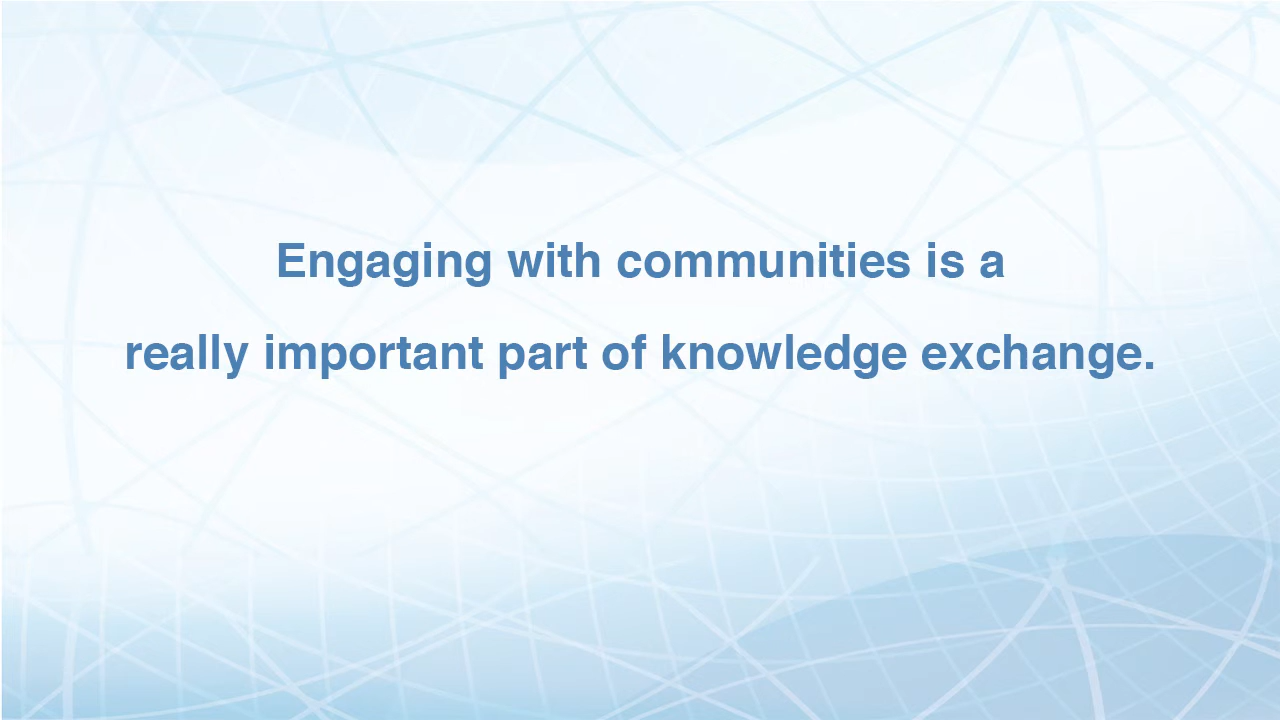 Engaging with communities is a
really important part of knowledge exchange.